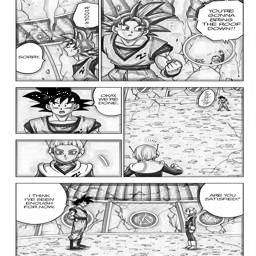 YOU'RE
GONNA
BRING
THE ROOF
DOWN!!
SORRY.
OKAY,
WE'RE
DONE.
ARE YOU
SATISFIED?
I THINK
I'VE SEEN
ENOUGH
FOR NOW.